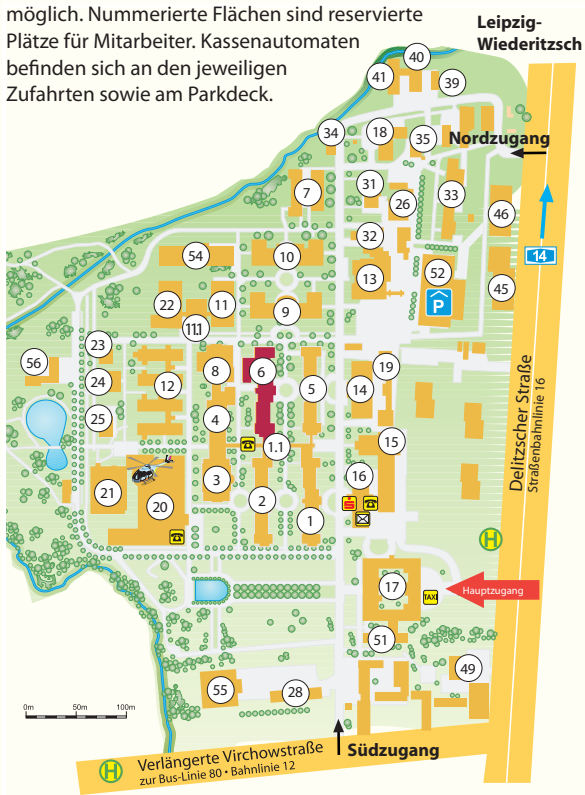 möglich. Nummerierte Flächen sind reservierte
Plätze für Mitarbeiter. Kassenautomaten
befinden sich an den jeweiligen
Zufahrten sowie am Parkdeck.
Leipzig-
Wiederitzsch
40
41
39
34
18
35
Nordzugang
7
31
26
33
46
32
54
10
14
13
52
P
45
22
11
9
11.1
23
56
8
6
19
24
12
5
14
25
4
1.1
15
3
16
21
2
20
1
S
H
Delitzscher Straße
Straßenbahnlinie 16
17
TAXI
Hauptzugang
51
49
55
28
0m 50m 100m
Südzugang
H
Verlängerte Virchowstraße
zur Bus-Linie 80 • Bahnlinie 12